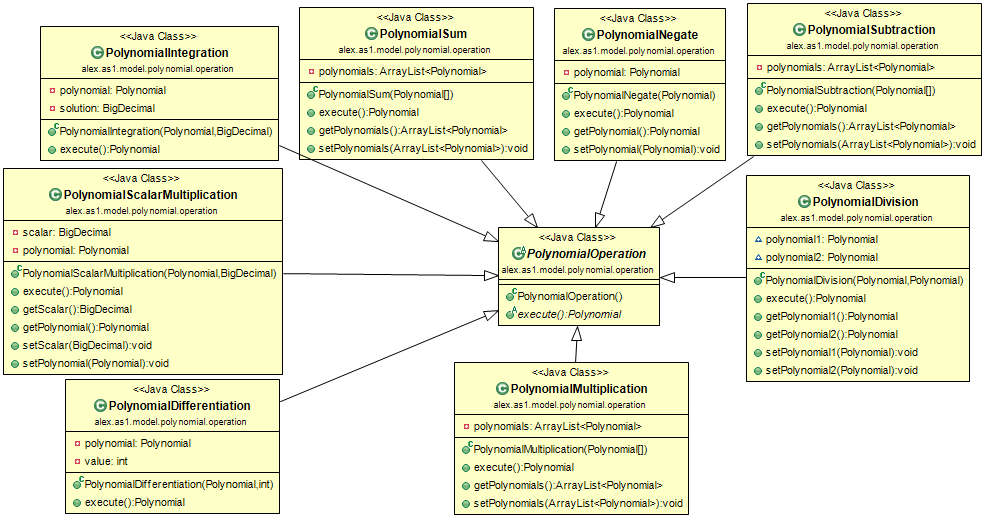 <<Java Class>>
PolynomialIntegration
alex.as1.model.polynomial.operation
polynomial: Polynomial
solution: BigDecimal
PolynomialIntegration(Polynomial,BigDecimal)
execute():Polynomial
<<Java Class>>
PolynomialSum
alex.as1.model.polynomial.operation
polynomials: ArrayList<Polynomial>
PolynomialSum(Polynomial[])
execute():Polynomial
getPolynomials():ArrayList<Polynomial>
setPolynomials(ArrayList<Polynomial>):void
<<Java Class>>
PolynomialNegate
alex.as1.model.polynomial.operation
polynomial: Polynomial
PolynomialNegate(Polynomial)
execute():Polynomial
getPolynomial():Polynomial
setPolynomial(Polynomial):void
<<Java Class>>
PolynomialSubtraction
alex.as1.model.polynomial.operation
polynomials: ArrayList<Polynomial>
PolynomialSubtraction(Polynomial[])
execute():Polynomial
getPolynomials():ArrayList<Polynomial>
setPolynomials(ArrayList<Polynomial>):void
<<Java Class>>
PolynomialScalarMultiplication
alex.as1.model.polynomial.operation
scalar: BigDecimal
polynomial: Polynomial
PolynomialScalarMultiplication(Polynomial,BigDecimal)
execute():Polynomial
getScalar():BigDecimal
getPolynomial():Polynomial
setScalar(BigDecimal):void
setPolynomial(Polynomial):void
<<Java Class>>
PolynomialOperation
alex.as1.model.polynomial.operation
PolynomialOperation()
execute():Polynomial
<<Java Class>>
PolynomialDivision
alex.as1.model.polynomial.operation
polynomial1: Polynomial
polynomial2: Polynomial
PolynomialDivision(Polynomial,Polynomial)
execute():Polynomial
getPolynomial1():Polynomial
getPolynomial2():Polynomial
setPolynomial1(Polynomial):void
setPolynomial2(Polynomial):void
<<Java Class>>
PolynomialDifferentiation
alex.as1.model.polynomial.operation
polynomial: Polynomial
value: int
PolynomialDifferentiation(Polynomial,int)
execute():Polynomial
<<Java Class>>
PolynomialMultiplication
alex.as1.model.polynomial.operation
polynomials: ArrayList<Polynomial>
PolynomialMultiplication(Polynomial[])
execute():Polynomial
getPolynomials():ArrayList<Polynomial>
setPolynomials(ArrayList<Polynomial>):void